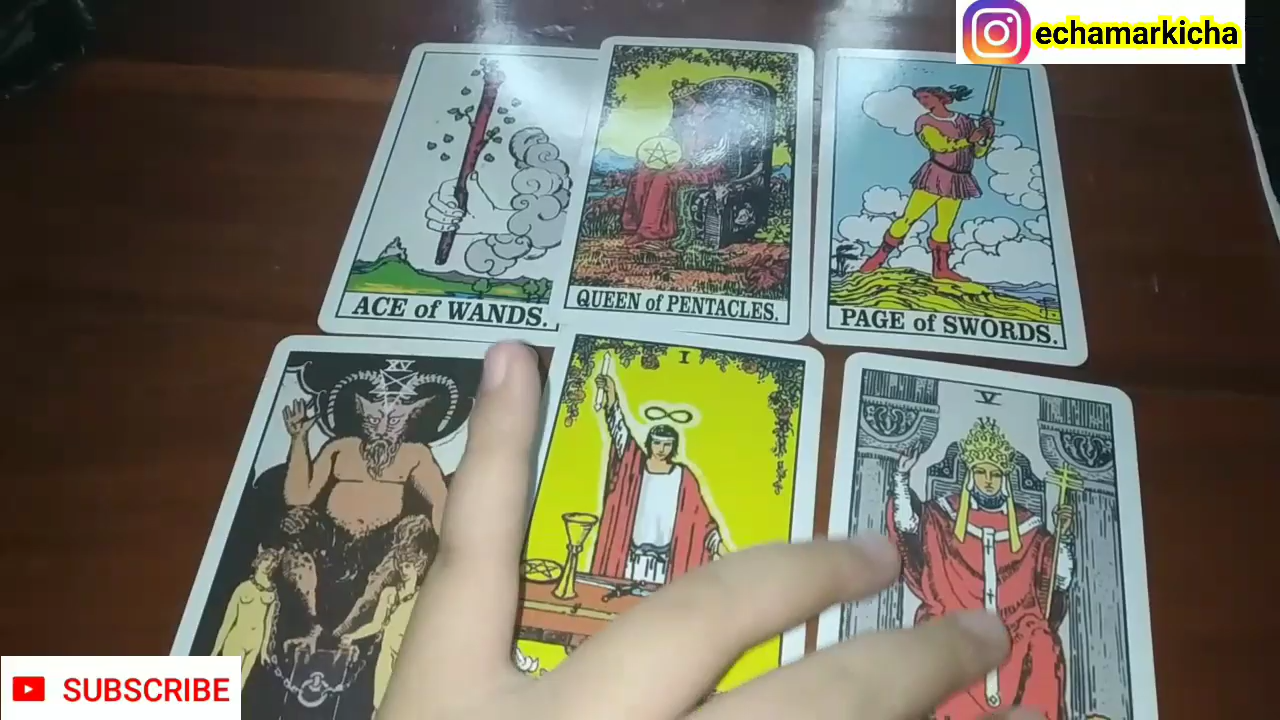 echamarkicha
ACE of WANDS.
QUEEN of PENTACLES.
PAGE of SWORDS.
XV
I
V
SUBSCRIBE